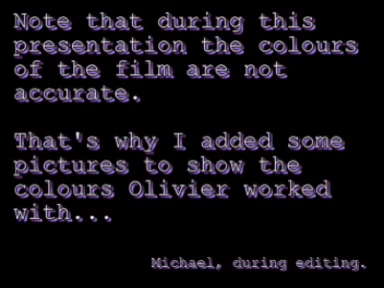 Note that during this
presentation the colours
of the film are not
accurate.
That's why I added some
pictures to show the
colours Olivier worked
with...
Michael, during editing.